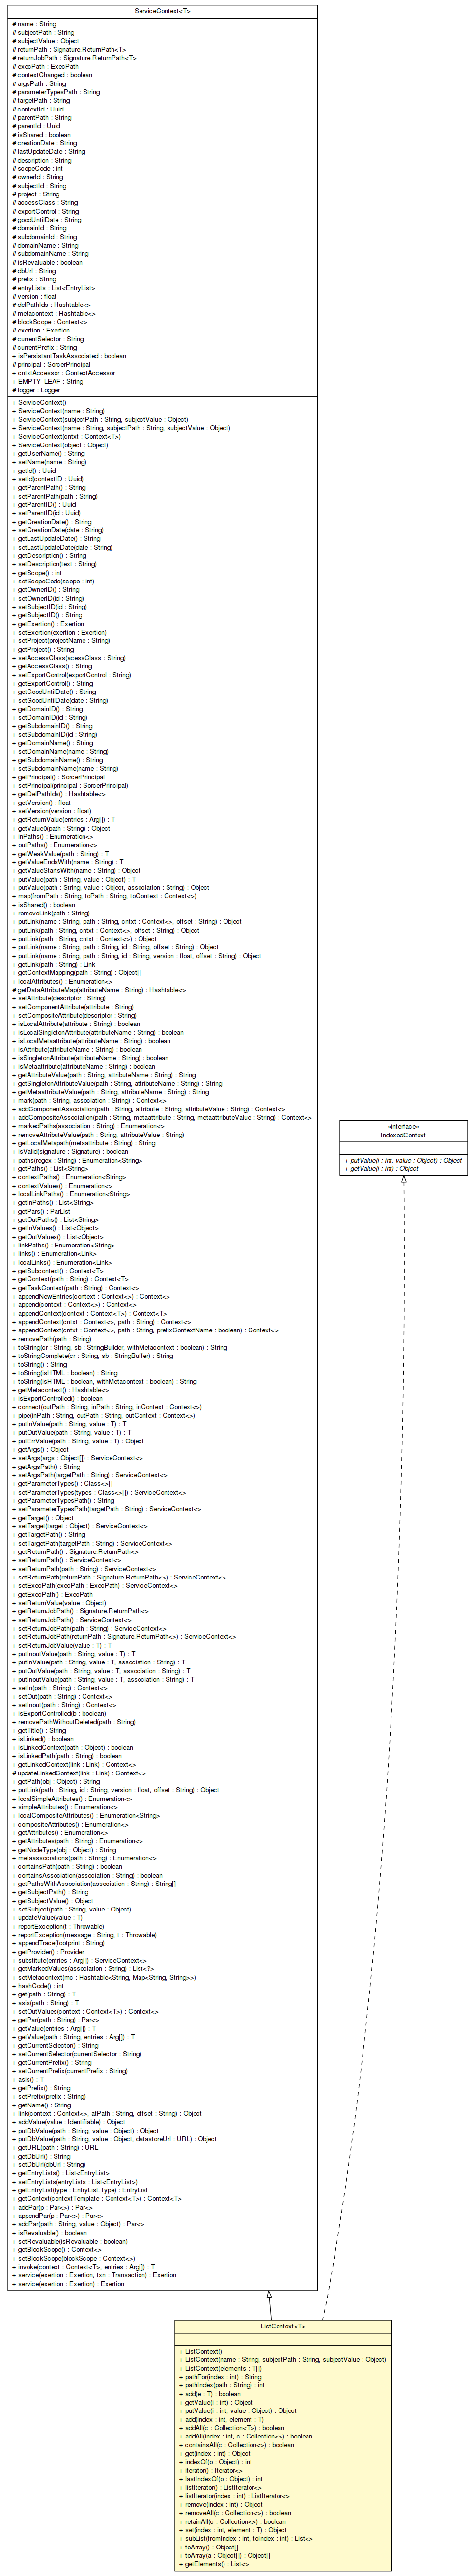 ServiceContext<T>
# name : String
# subjectPath : String
# subjectValue : Object
# returnPath : Signature.ReturnPath<T>
# returnJobPath : Signature.ReturnPath<T>
# execPath : ExecPath
# contextChanged : boolean
# argsPath : String
# parameterTypesPath : String
# targetPath : String
# contextId : Uuid
# parentPath : String
# parentId : Uuid
# isShared : boolean
# creationDate : String
# lastUpdateDate : String
# description : String
# scopeCode : int
# ownerId : String
# subjectId : String
# project : String
# accessClass : String
# exportControl : String
# goodUntilDate : String
# domainId : String
# subdomainId : String
# domainName : String
# subdomainName : String
# isRevaluable : boolean
# dbUrl : String
# prefix : String
# entryLists : List<EntryList>
# version : float
# delPathIds : Hashtable<>
# metacontext : Hashtable<>
# blockScope : Context<>
# exertion : Exertion
# currentSelector : String
# currentPrefix : String
+ isPersistantTaskAssociated : boolean
# principal : SorcerPrincipal
+ cntxtAccessor : ContextAccessor
+ EMPTY_LEAF : String
# logger : Logger
+ ServiceContext()
+ ServiceContext(name : String)
+ ServiceContext(subjectPath : String, subjectValue : Object)
+ ServiceContext(name : String, subjectPath : String, subjectValue : Object)
+ ServiceContext(cntxt : Context<T>)
+ ServiceContext(object : Object)
+ getUserName() : String
+ setName(name : String)
+ getId() : Uuid
+ setId(contextID : Uuid)
+ getParentPath() : String
+ setParentPath(path : String)
+ getParentID() : Uuid
+ setParentID(id : Uuid)
+ getCreationDate() : String
+ setCreationDate(date : String)
+ getLastUpdateDate() : String
+ setLastUpdateDate(date : String)
+ getDescription() : String
+ setDescription(text : String)
+ getScope() : int
+ setScopeCode(scope : int)
+ getOwnerID() : String
+ setOwnerID(id : String)
+ setSubjectID(id : String)
+ getSubjectID() : String
+ getExertion() : Exertion
+ setExertion(exertion : Exertion)
+ setProject(projectName : String)
+ getProject() : String
+ setAccessClass(acessClass : String)
+ getAccessClass() : String
+ setExportControl(exportControl : String)
+ getExportControl() : String
+ getGoodUntilDate() : String
+ setGoodUntilDate(date : String)
+ getDomainID() : String
+ setDomainID(id : String)
+ getSubdomainID() : String
+ setSubdomainID(id : String)
+ getDomainName() : String
+ setDomainName(name : String)
+ getSubdomainName() : String
+ setSubdomainName(name : String)
+ getPrincipal() : SorcerPrincipal
+ setPrincipal(principal : SorcerPrincipal)
+ getDelPathIds() : Hashtable<>
+ getVersion() : float
+ setVersion(version : float)
+ getReturnValue(entries : Arg[]) : T
+ getValue0(path : String) : Object
+ inPaths() : Enumeration<>
+ outPaths() : Enumeration<>
+ getWeakValue(path : String) : T
+ getValueEndsWith(name : String) : T
+ getValueStartsWith(name : String) : Object
+ putValue(path : String, value : Object) : T
+ putValue(path : String, value : Object, association : String) : Object
+ map(fromPath : String, toPath : String, toContext : Context<>)
+ isShared() : boolean
+ removeLink(path : String)
+ putLink(name : String, path : String, cntxt : Context<>, offset : String) : Object
+ putLink(path : String, cntxt : Context<>, offset : String) : Object
+ putLink(path : String, cntxt : Context<>) : Object
+ putLink(name : String, path : String, id : String, offset : String) : Object
+ putLink(name : String, path : String, id : String, version : float, offset : String) : Object
+ getLink(path : String) : Link
+ getContextMapping(path : String) : Object[]
+ localAttributes() : Enumeration<>
# getDataAttributeMap(attributeName : String) : Hashtable<>
+ setAttribute(descriptor : String)
+ setComponentAttribute(attribute : String)
+ setCompositeAttribute(descriptor : String)
+ isLocalAttribute(attribute : String) : boolean
+ isLocalSingletonAttribute(attributeName : String) : boolean
+ isLocalMetaattribute(attributeName : String) : boolean
+ isAttribute(attributeName : String) : boolean
+ isSingletonAttribute(attributeName : String) : boolean
+ isMetaattribute(attributeName : String) : boolean
+ getAttributeValue(path : String, attributeName : String) : String
+ getSingletonAttributeValue(path : String, attributeName : String) : String
+ getMetaattributeValue(path : String, attributeName : String) : String
+ mark(path : String, association : String) : Context<>
+ addComponentAssociation(path : String, attribute : String, attributeValue : String) : Context<>
+ addCompositeAssociation(path : String, metaattribute : String, metaattributeValue : String) : Context<>
+ markedPaths(association : String) : Enumeration<>
+ removeAttributeValue(path : String, attributeValue : String)
+ getLocalMetapath(metaattribute : String) : String
+ isValid(signature : Signature) : boolean
+ paths(regex : String) : Enumeration<String>
+ getPaths() : List<String>
+ contextPaths() : Enumeration<String>
+ contextValues() : Enumeration<>
+ localLinkPaths() : Enumeration<String>
+ getInPaths() : List<String>
+ getPars() : ParList
+ getOutPaths() : List<String>
+ getInValues() : List<Object>
+ getOutValues() : List<Object>
+ linkPaths() : Enumeration<String>
+ links() : Enumeration<Link>
+ localLinks() : Enumeration<Link>
+ getSubcontext() : Context<T>
+ getContext(path : String) : Context<T>
+ getTaskContext(path : String) : Context<>
+ appendNewEntries(context : Context<>) : Context<>
+ append(context : Context<>) : Context<>
+ appendContext(context : Context<T>) : Context<T>
+ appendContext(cntxt : Context<>, path : String) : Context<>
+ appendContext(cntxt : Context<>, path : String, prefixContextName : boolean) : Context<>
+ removePath(path : String)
+ toString(cr : String, sb : StringBuilder, withMetacontext : boolean) : String
+ toStringComplete(cr : String, sb : StringBuffer) : String
+ toString() : String
+ toString(isHTML : boolean) : String
+ toString(isHTML : boolean, withMetacontext : boolean) : String
+ getMetacontext() : Hashtable<>
+ isExportControlled() : boolean
+ connect(outPath : String, inPath : String, inContext : Context<>)
+ pipe(inPath : String, outPath : String, outContext : Context<>)
+ putInValue(path : String, value : T) : T
+ putOutValue(path : String, value : T) : T
+ putErrValue(path : String, value : T) : Object
+ getArgs() : Object
+ setArgs(args : Object[]) : ServiceContext<>
+ getArgsPath() : String
+ setArgsPath(targetPath : String) : ServiceContext<>
+ getParameterTypes() : Class<>[]
+ setParameterTypes(types : Class<>[]) : ServiceContext<>
+ getParameterTypesPath() : String
+ setParameterTypesPath(targetPath : String) : ServiceContext<>
+ getTarget() : Object
+ setTarget(target : Object) : ServiceContext<>
+ getTargetPath() : String
+ setTargetPath(targetPath : String) : ServiceContext<>
+ getReturnPath() : Signature.ReturnPath<>
+ setReturnPath() : ServiceContext<>
+ setReturnPath(path : String) : ServiceContext<>
+ setReturnPath(returnPath : Signature.ReturnPath<>) : ServiceContext<>
+ setExecPath(execPath : ExecPath) : ServiceContext<>
+ getExecPath() : ExecPath
+ setReturnValue(value : Object)
+ getReturnJobPath() : Signature.ReturnPath<>
+ setReturnJobPath() : ServiceContext<>
+ setReturnJobPath(path : String) : ServiceContext<>
+ setReturnJobPath(returnPath : Signature.ReturnPath<>) : ServiceContext<>
+ setReturnJobValue(value : T) : T
+ putInoutValue(path : String, value : T) : T
+ putInValue(path : String, value : T, association : String) : T
+ putOutValue(path : String, value : T, association : String) : T
+ putInoutValue(path : String, value : T, association : String) : T
+ setIn(path : String) : Context<>
+ setOut(path : String) : Context<>
+ setInout(path : String) : Context<>
+ isExportControlled(b : boolean)
+ removePathWithoutDeleted(path : String)
+ getTitle() : String
+ isLinked() : boolean
+ isLinkedContext(path : Object) : boolean
+ isLinkedPath(path : String) : boolean
+ getLinkedContext(link : Link) : Context<>
# updateLinkedContext(link : Link) : Context<>
+ getPath(obj : Object) : String
+ putLink(path : String, id : String, version : float, offset : String) : Object
+ localSimpleAttributes() : Enumeration<>
+ simpleAttributes() : Enumeration<>
+ localCompositeAttributes() : Enumeration<String>
+ compositeAttributes() : Enumeration<>
+ getAttributes() : Enumeration<>
+ getAttributes(path : String) : Enumeration<>
+ getNodeType(obj : Object) : String
+ metaassociations(path : String) : Enumeration<>
+ containsPath(path : String) : boolean
+ containsAssociation(association : String) : boolean
+ getPathsWithAssociation(association : String) : String[]
+ getSubjectPath() : String
+ getSubjectValue() : Object
+ setSubject(path : String, value : Object)
+ updateValue(value : T)
+ reportException(t : Throwable)
+ reportException(message : String, t : Throwable)
+ appendTrace(footprint : String)
+ getProvider() : Provider
+ substitute(entries : Arg[]) : ServiceContext<>
+ getMarkedValues(association : String) : List<?>
+ setMetacontext(mc : Hashtable<String, Map<String, String>>)
+ hashCode() : int
+ get(path : String) : T
+ asis(path : String) : T
+ setOutValues(context : Context<T>) : Context<>
+ getPar(path : String) : Par<>
+ getValue(entries : Arg[]) : T
+ getValue(path : String, entries : Arg[]) : T
+ getCurrentSelector() : String
+ setCurrentSelector(currentSelector : String)
+ getCurrentPrefix() : String
+ setCurrentPrefix(currentPrefix : String)
+ asis() : T
+ getPrefix() : String
+ setPrefix(prefix : String)
+ getName() : String
+ link(context : Context<>, atPath : String, offset : String) : Object
+ addValue(value : Identifiable) : Object
+ putDbValue(path : String, value : Object) : Object
+ putDbValue(path : String, value : Object, datastoreUrl : URL) : Object
+ getURL(path : String) : URL
+ getDbUrl() : String
+ setDbUrl(dbUrl : String)
+ getEntryLists() : List<EntryList>
+ setEntryLists(entryLists : List<EntryList>)
+ getEntryList(type : EntryList.Type) : EntryList
+ getContext(contextTemplate : Context<T>) : Context<T>
+ addPar(p : Par<>) : Par<>
+ appendPar(p : Par<>) : Par<>
+ addPar(path : String, value : Object) : Par<>
+ isRevaluable() : boolean
+ setRevaluable(isRevaluable : boolean)
+ getBlockScope() : Context<>
+ setBlockScope(blockScope : Context<>)
+ invoke(context : Context<T>, entries : Arg[]) : T
+ service(exertion : Exertion, txn : Transaction) : Exertion
+ service(exertion : Exertion) : Exertion
«interface»
IndexedContext
+ putValue(i : int, value : Object) : Object
+ getValue(i : int) : Object
ListContext<T>
+ ListContext()
+ ListContext(name : String, subjectPath : String, subjectValue : Object)
+ ListContext(elements : T[])
+ pathFor(index : int) : String
+ pathIndex(path : String) : int
+ add(e : T) : boolean
+ getValue(i : int) : Object
+ putValue(i : int, value : Object) : Object
+ add(index : int, element : T)
+ addAll(c : Collection<T>) : boolean
+ addAll(index : int, c : Collection<>) : boolean
+ containsAll(c : Collection<>) : boolean
+ get(index : int) : Object
+ indexOf(o : Object) : int
+ iterator() : Iterator<>
+ lastIndexOf(o : Object) : int
+ listIterator() : ListIterator<>
+ listIterator(index : int) : ListIterator<>
+ remove(index : int) : Object
+ removeAll(c : Collection<>) : boolean
+ retainAll(c : Collection<>) : boolean
+ set(index : int, element : T) : Object
+ subList(fromIndex : int, toIndex : int) : List<>
+ toArray() : Object[]
+ toArray(a : Object[]) : Object[]
+ getElements() : List<>